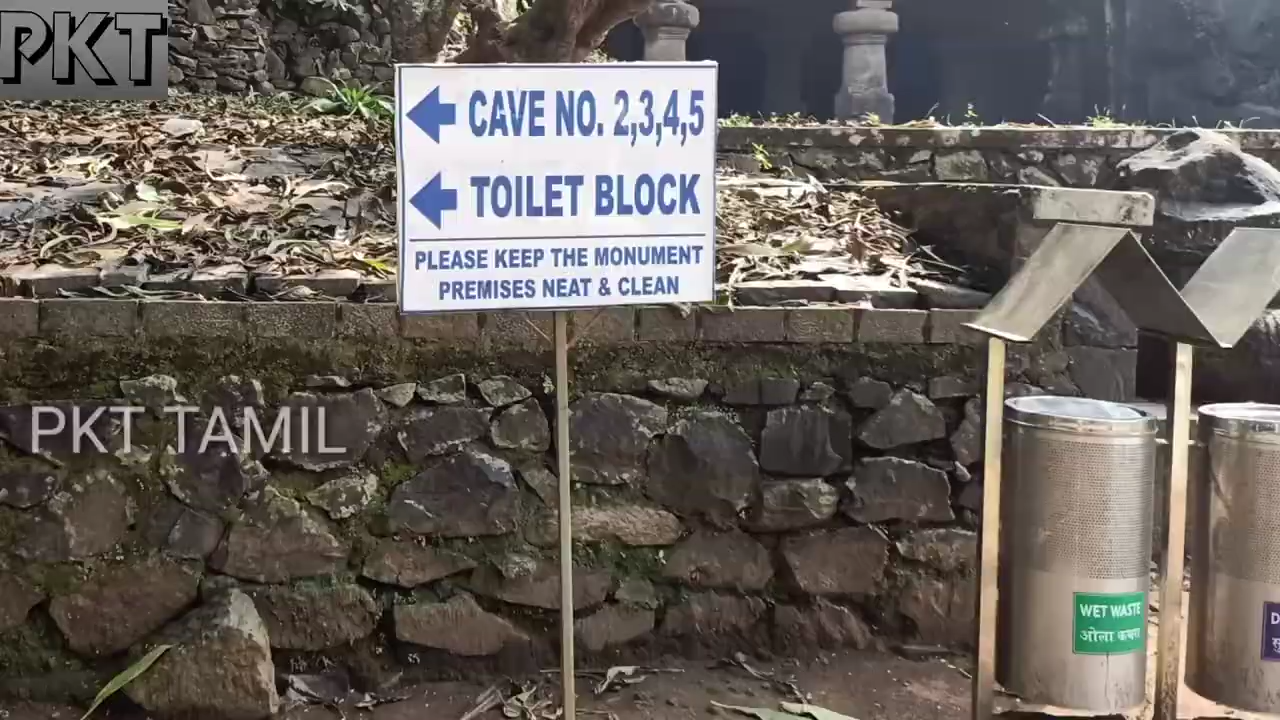 PKT
CAVE NO. 2,3,4,5
TOILET BLOCK
PLEASE KEEP THE MONUMENT
PREMISES NEAT & CLEAN
PKT TAMIL
WET WASTE
ओला कचरा